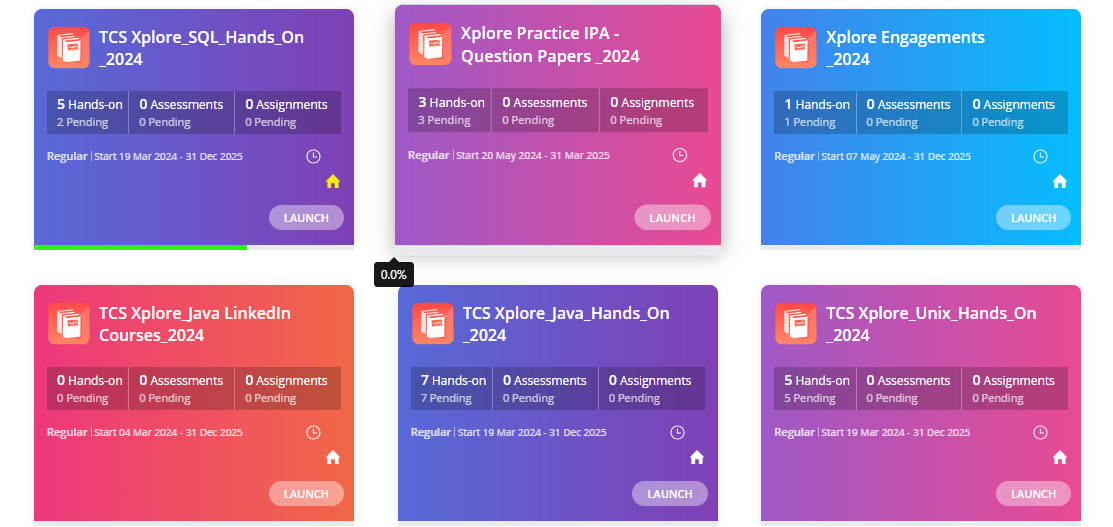 TCS Xplore_SQL_Hands_On
_2024
5 Hands-on
2 Pending
0 Assessments
0 Pending
0 Assignments
0 Pending
Regular | Start 19 Mar 2024 - 31 Dec 2025
LAUNCH
Xplore Practice IPA -
Question Papers _2024
3 Hands-on
3 Pending
0 Assessments
0 Pending
0 Assignments
0 Pending
Regular | Start 20 May 2024 - 31 Mar 2025
LAUNCH
0.0%
Xplore Engagements
_2024
1 Hands-on
1 Pending
0 Assessments
0 Pending
0 Assignments
0 Pending
Regular | Start 07 May 2024 - 31 Dec 2025
LAUNCH
TCS Xplore_Java LinkedIn
Courses_2024
0 Hands-on
0 Pending
0 Assessments
0 Pending
0 Assignments
0 Pending
Regular | Start 04 Mar 2024 - 31 Dec 2025
LAUNCH
TCS Xplore_Java_Hands_On
_2024
7 Hands-on
7 Pending
0 Assessments
0 Pending
0 Assignments
0 Pending
Regular | Start 19 Mar 2024 - 31 Dec 2025
LAUNCH
TCS Xplore_Unix_Hands_On
_2024
5 Hands-on
5 Pending
0 Assessments
0 Pending
0 Assignments
0 Pending
Regular | Start 19 Mar 2024 - 31 Dec 2025
LAUNCH